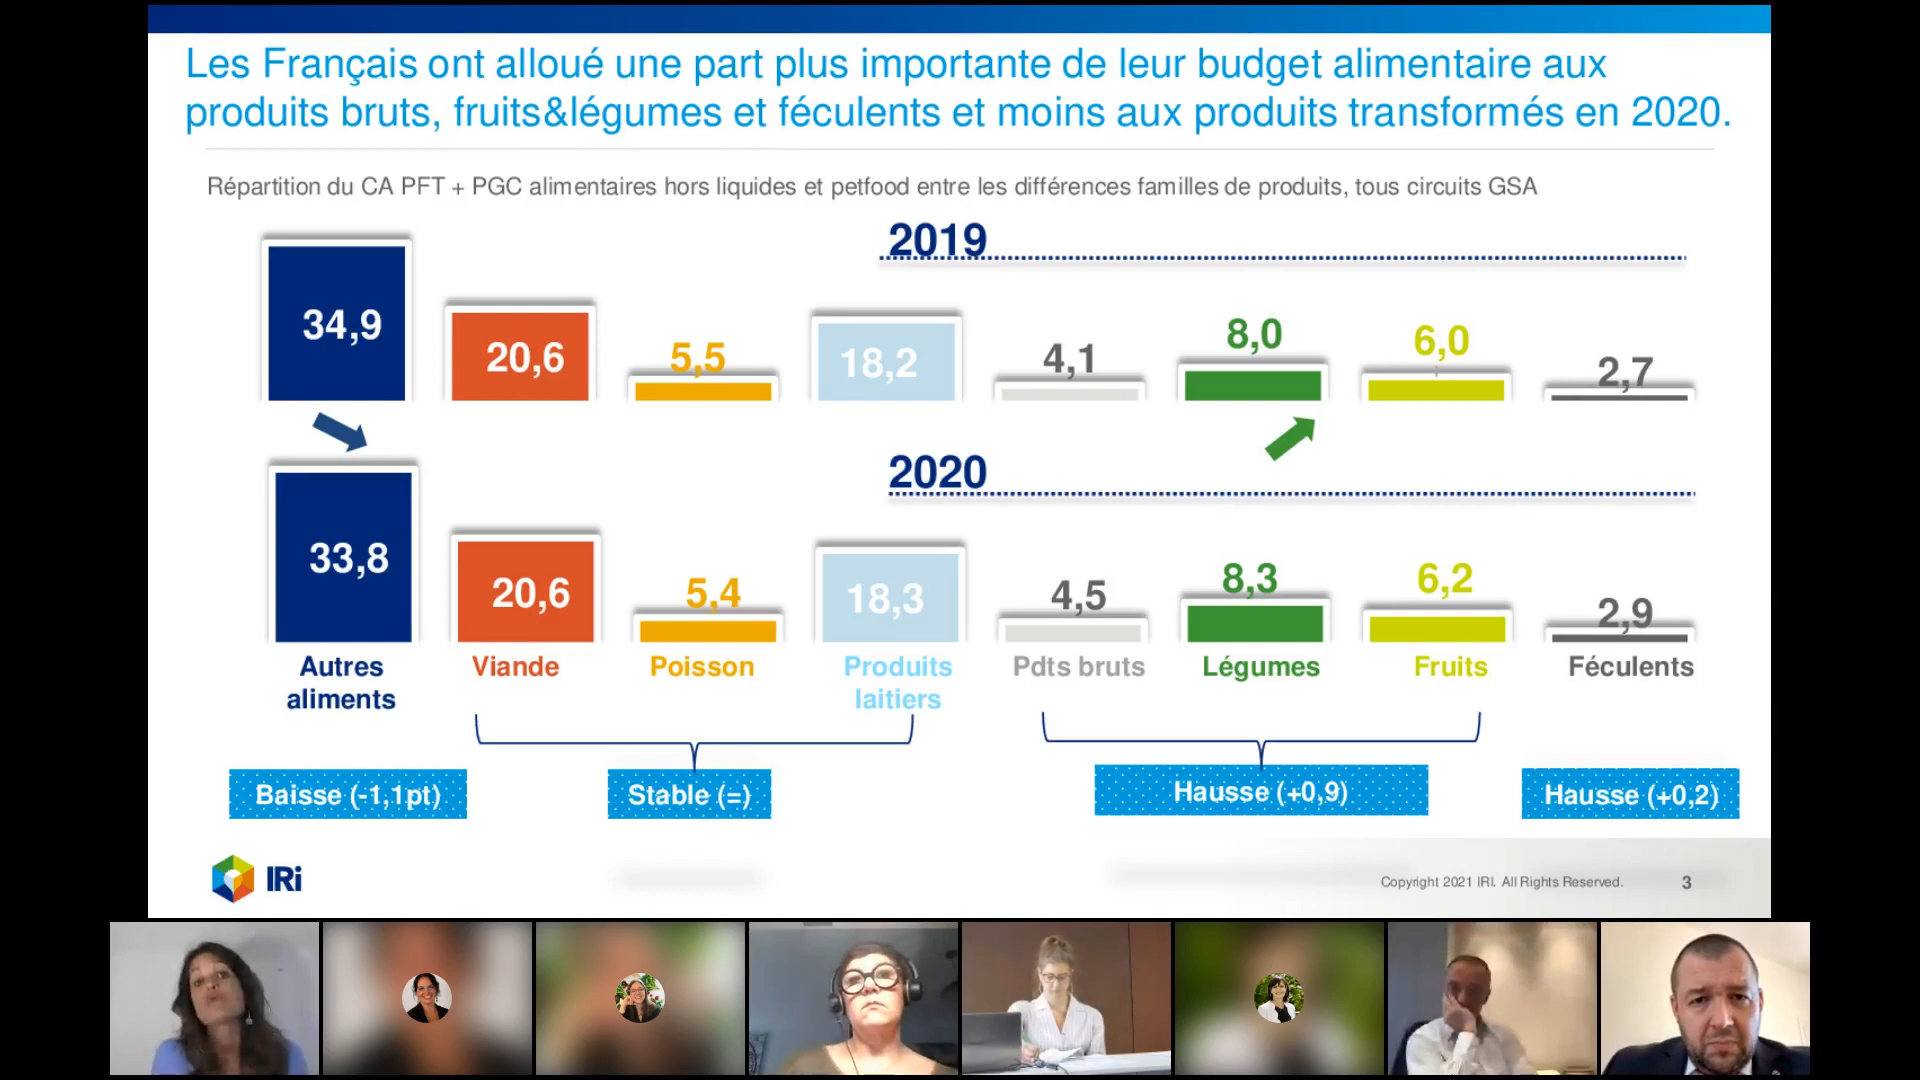 Les Français ont alloué une part plus importante de leur budget alimentaire aux
produits bruts, fruits&légumes et féculents et moins aux produits transformés en 2020.
Répartition du CA PFT + PGC alimentaires hors liquides et petfood entre les différences familles de produits, tous circuits GSA
2019
34,9
20,6
5,5
18,2
4,1
8,0
6,0
2,7
2020
33,8
20,6
5,4
18,3
4,5
8,3
6,2
2,9
Autres
aliments
Viande
Poisson
Produits
laitiers
Pdts bruts
Légumes
Fruits
Féculents
Baisse (-1,1pt)
Stable (=)
Hausse (+0,9)
Hausse (+0,2)
IRi
Copyright 2021 IRI. All Rights Reserved.
3